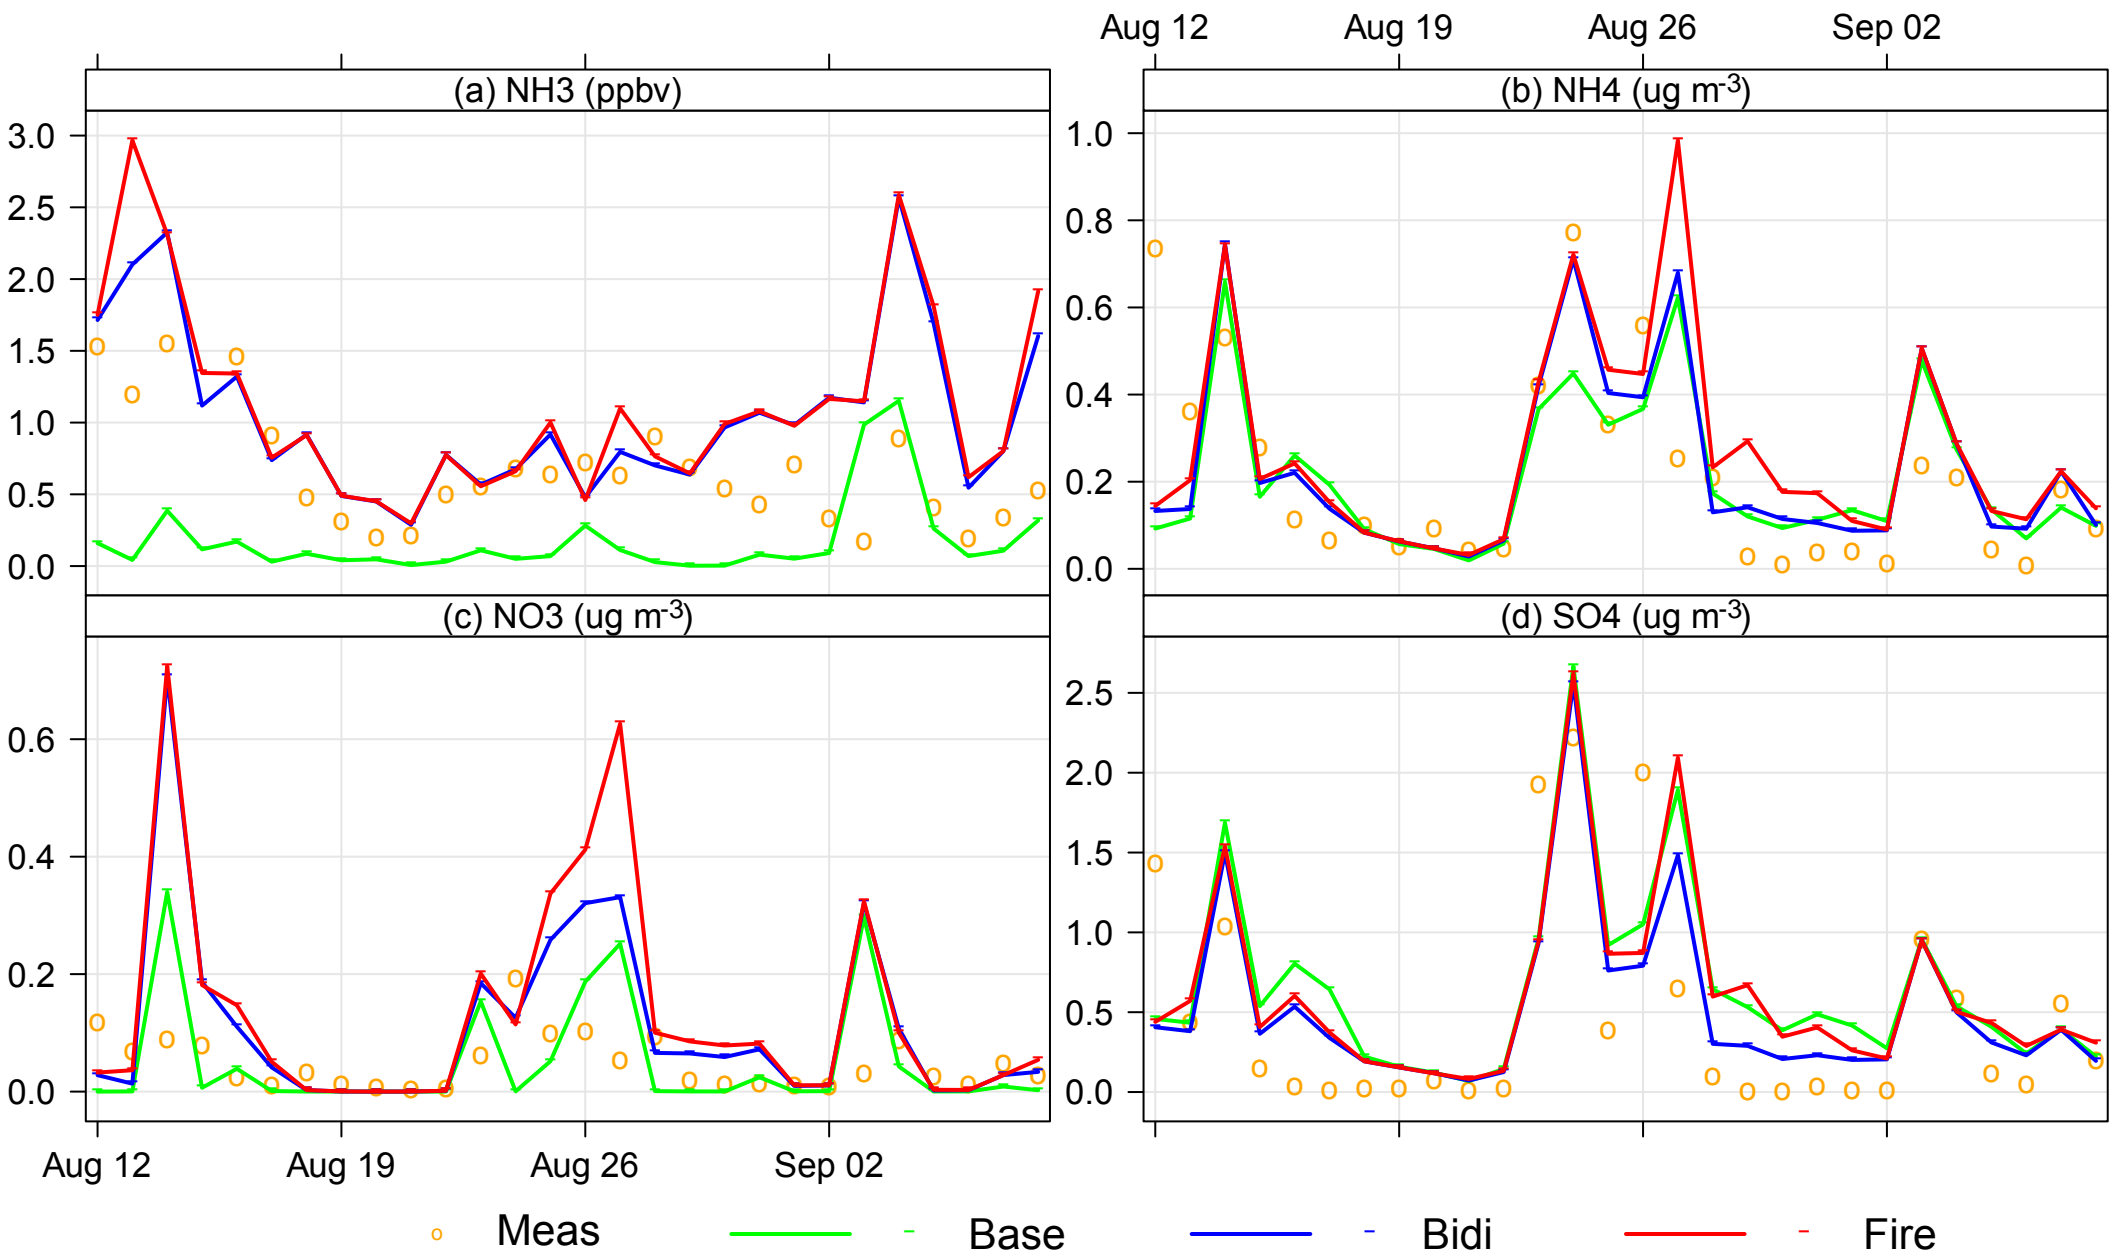 Aug 12 Aug 19 Aug 26 Sep 02
(a) NH3 (ppbv) (b) NH4 (ug m-3)
3.0 1.0
2.5 0.8
2.0 0.6
1.5 0.4
1.0 0.2
0.5 0.0
0.0
(c) NO3 (ug m-3) (d) SO4 (ug m-3)
0.6 2.5
0.4 2.0
0.2 1.5
0.0 1.0
0.5
0.0
Aug 12 Aug 19 Aug 26 Sep 02
Meas Base Bidi Fire